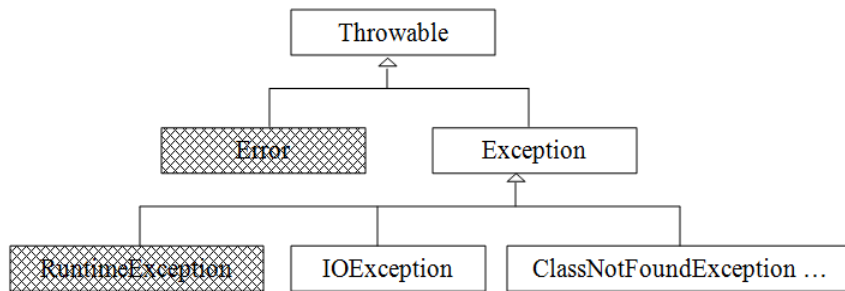 Throwable
Error
Exception
RuntimeException
IOException
ClassNotFoundException ...